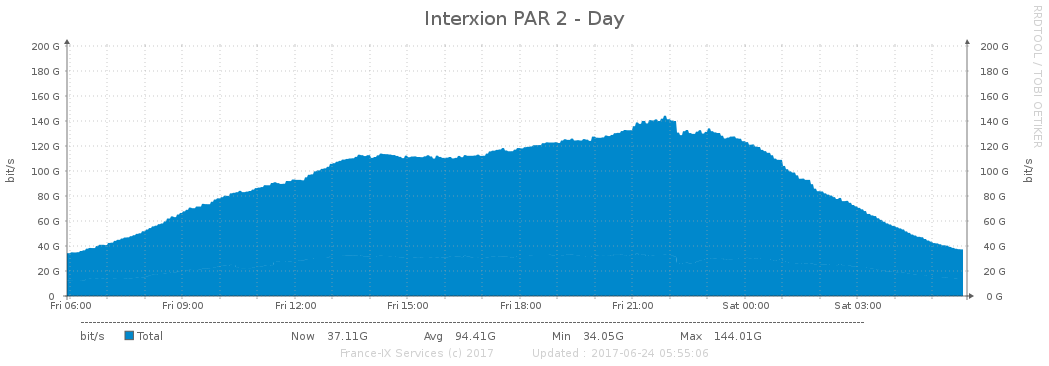 Interxion PAR 2 - Day
RRDTOOL / TOBI OETIKER
bit/s
200 G 200 G
180 G 180 G
160 G 160 G
140 G 140 G
120 G 120 G
100 G 100 G
80 G 80 G
60 G 60 G
40 G 40 G
20 G 20 G
0 0 G
bit/s
Fri 06:00 Fri 09:00 Fri 12:00 Fri 15:00 Fri 18:00 Fri 21:00 Sat 00:00 Sat 03:00
bit/s Total Now 37.11G Avg 94.41G Min 34.05G Max 144.01G
France-IX Services (c) 2017 Updated : 2017-06-24 05:55:06